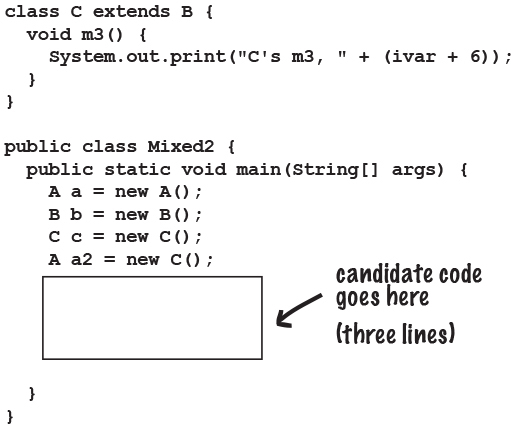 class C extends B {
  void m3() {
    System.out.print("C's m3, " + (ivar + 6));
  }
}

public class Mixed2 {
  public static void main(String[] args) {
    A a = new A();
    B b = new B();
    C c = new C();
    A a2 = new C();
candidate code
goes here
(three lines)
  }
}